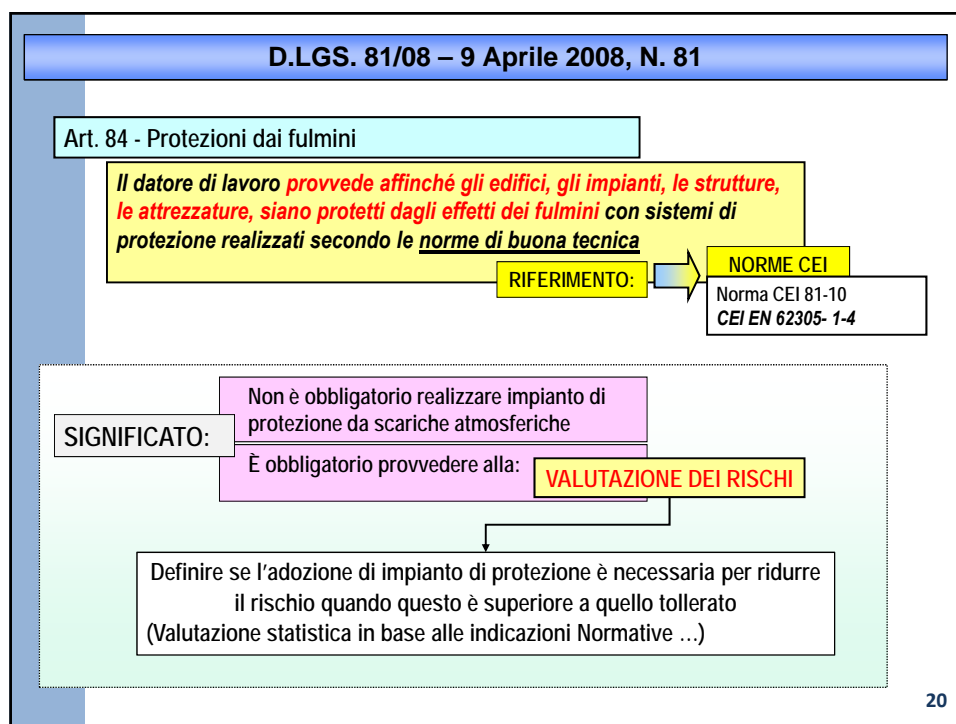 D.LGS. 81/08 – 9 Aprile 2008, N. 81
Art. 84 - Protezioni dai fulmini
Il datore di lavoro provvede affinché gli edifici, gli impianti, le strutture,
le attrezzature, siano protetti dagli effetti dei fulmini con sistemi di
protezione realizzati secondo le norme di buona tecnica
RIFERIMENTO:
NORME CEI
Norma CEI 81-10
CEI EN 62305- 1-4
SIGNIFICATO:
Non è obbligatorio realizzare impianto di
protezione da scariche atmosferiche
È obbligatorio provvedere alla:
VALUTAZIONE DEI RISCHI
Definire se l'adozione di impianto di protezione è necessaria per ridurre
il rischio quando questo è superiore a quello tollerato
(Valutazione statistica in base alle indicazioni Normative …)
20